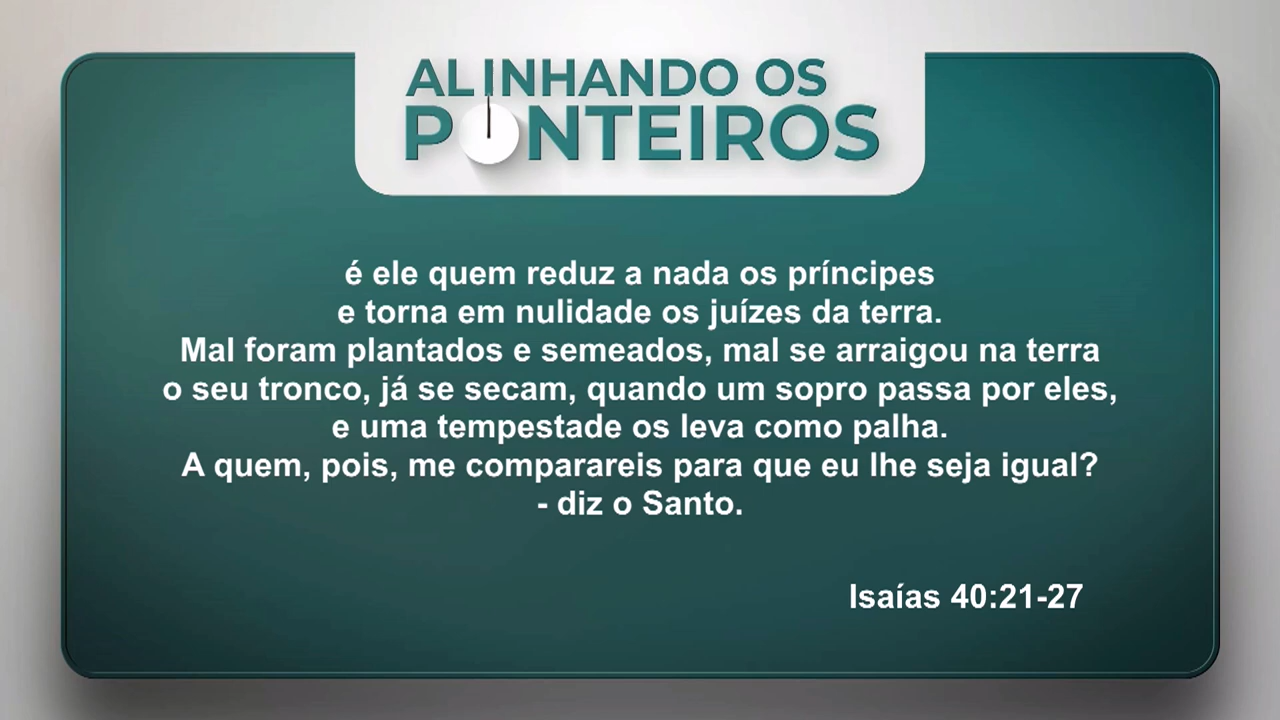 ALINHANDO OS
PONTEIROS
é ele quem reduz a nada os príncipes
e torna em nulidade os juízes da terra.
Mal foram plantados e semeados, mal se arraigou na terra
o seu tronco, já se secam, quando um sopro passa por eles,
e uma tempestade os leva como palha.
A quem, pois, me comparareis para que eu lhe seja igual?
- diz o Santo.
Isaías 40:21-27